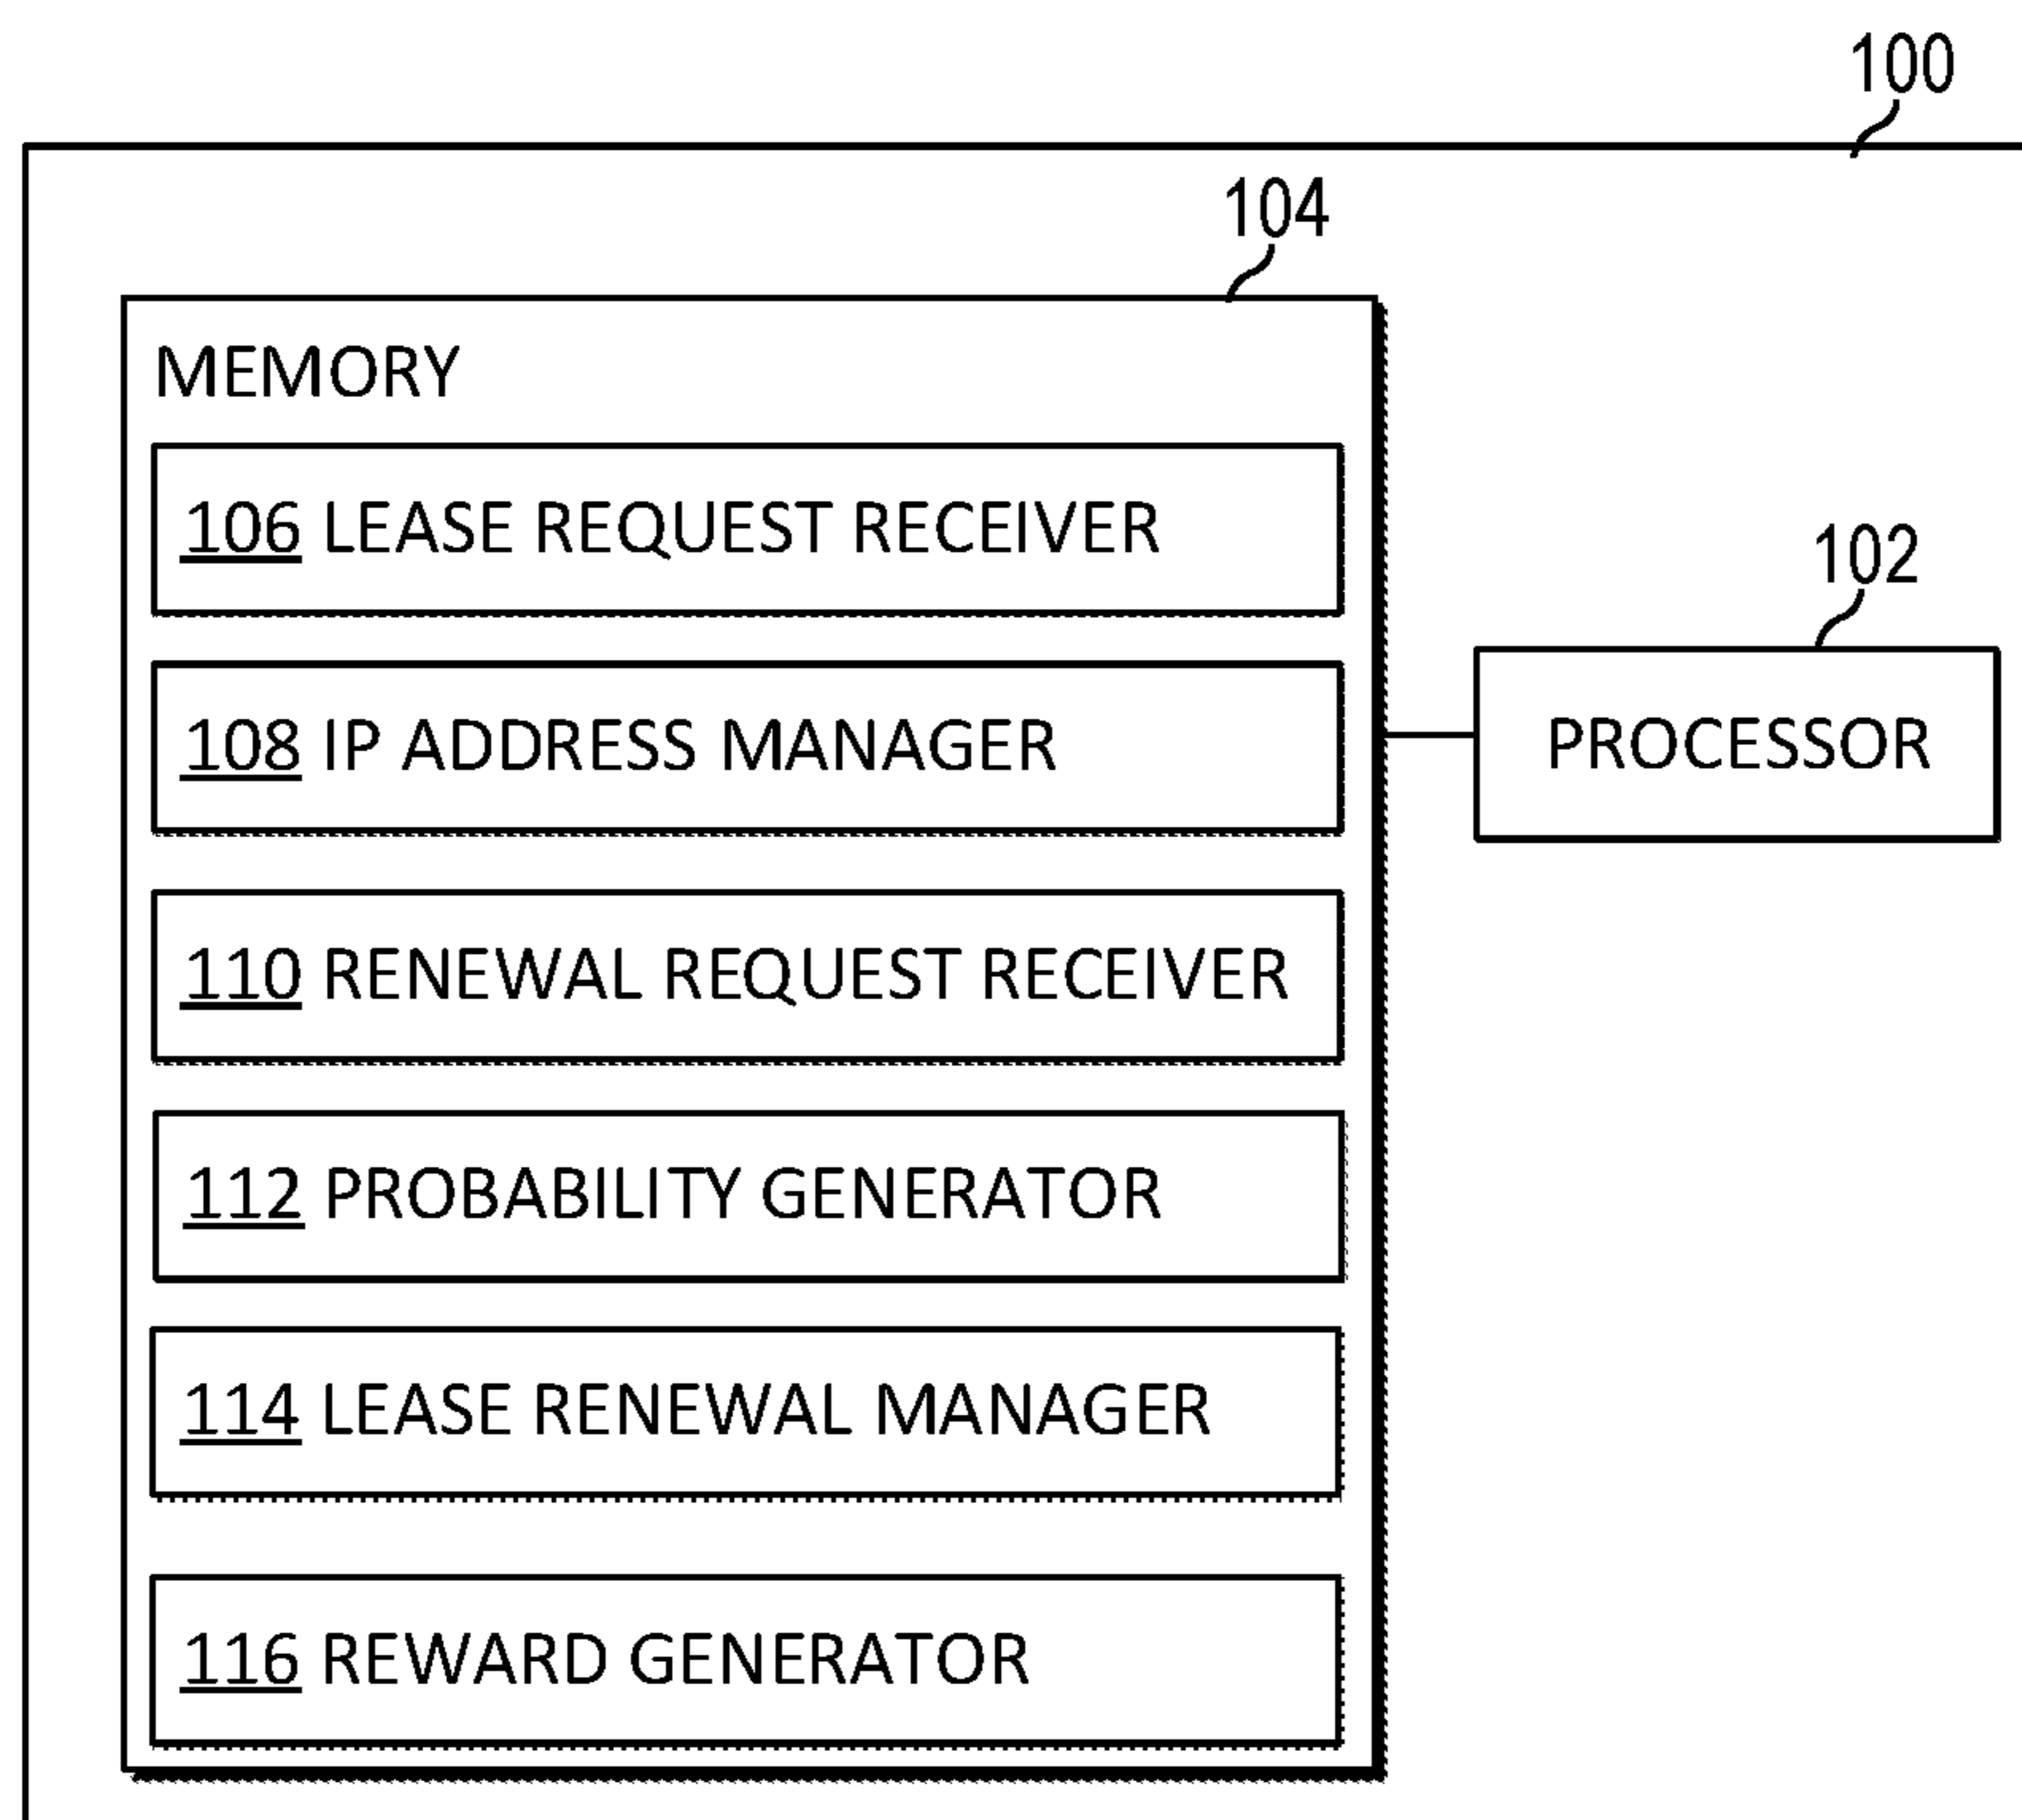 100
104
MEMORY
106 LEASE REQUEST RECEIVER
102
108 IP ADDRESS MANAGER
PROCESSOR
110 RENEWAL REQUEST RECEIVER
112 PROBABILITY GENERATOR
114 LEASE RENEWAL MANAGER
116 REWARD GENERATOR